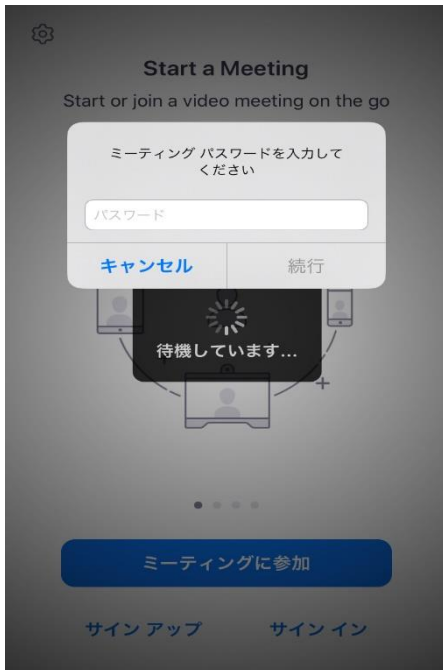 Start a Meeting
Start or join a video meeting on the go
ミーティング パスワードを入力して
ください
パスワード
キャンセル
続行
待機しています...
ミーティングに参加
サイン アップ
サイン イン